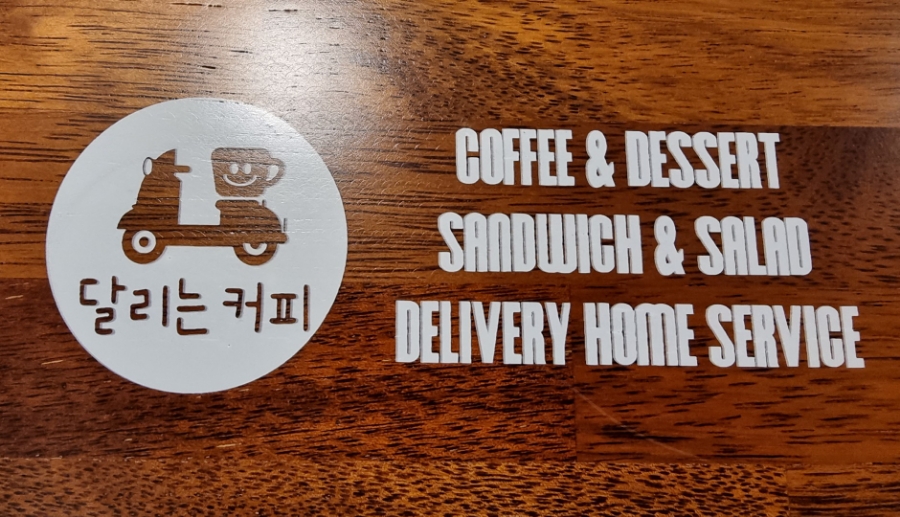 달리는 커피
COFFEE & DESSERT
SANDWICH & SALAD
DELIVERY HOME SERVICE